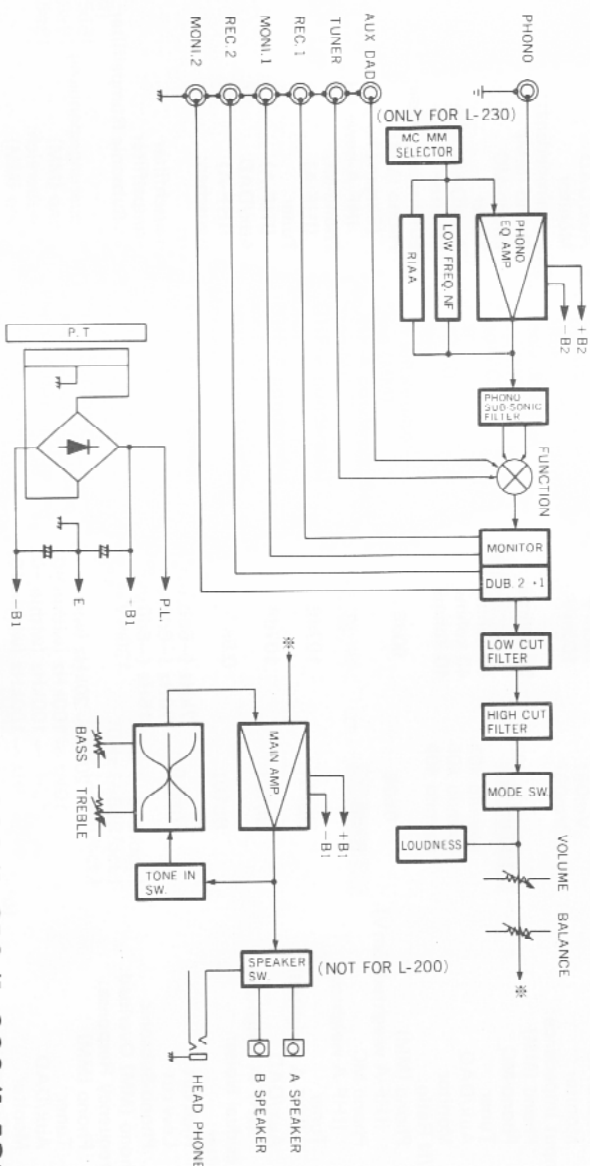 PHONO
AUX DAD
TUNER
REC.1
MONI.1
REC.2
MONI.2
(ONLY FOR L-230)
MC MM
SELECTOR
PHONO
EQ AMP
LOW FREQ. NF
RIAA
+B2
-B2
PHONO
SUB-SONIC
FILTER
FUNCTION
MONITOR
DUB. 2 +1
LOW CUT
FILTER
HIGH CUT
FILTER
MODE SW.
LOUDNESS
VOLUME
BALANCE
※
P.T
P.L.
-B1
E
-B1
※
MAIN AMP
+B1
-B1
BASS
TREBLE
TONE IN
SW.
SPEAKER
SW.
(NOT FOR L-200)
A SPEAKER
B SPEAKER
HEAD PHONE